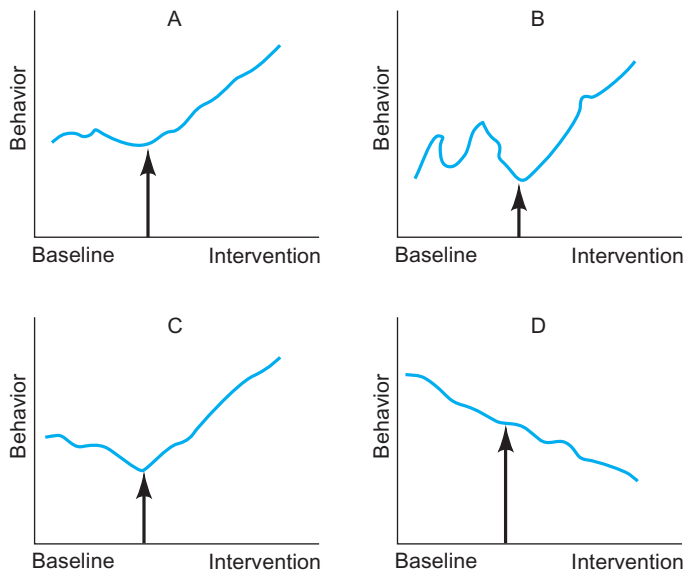 A
Behavior
Baseline Intervention
B
Behavior
Baseline Intervention
C
Behavior
Baseline Intervention
D
Behavior
Baseline Intervention